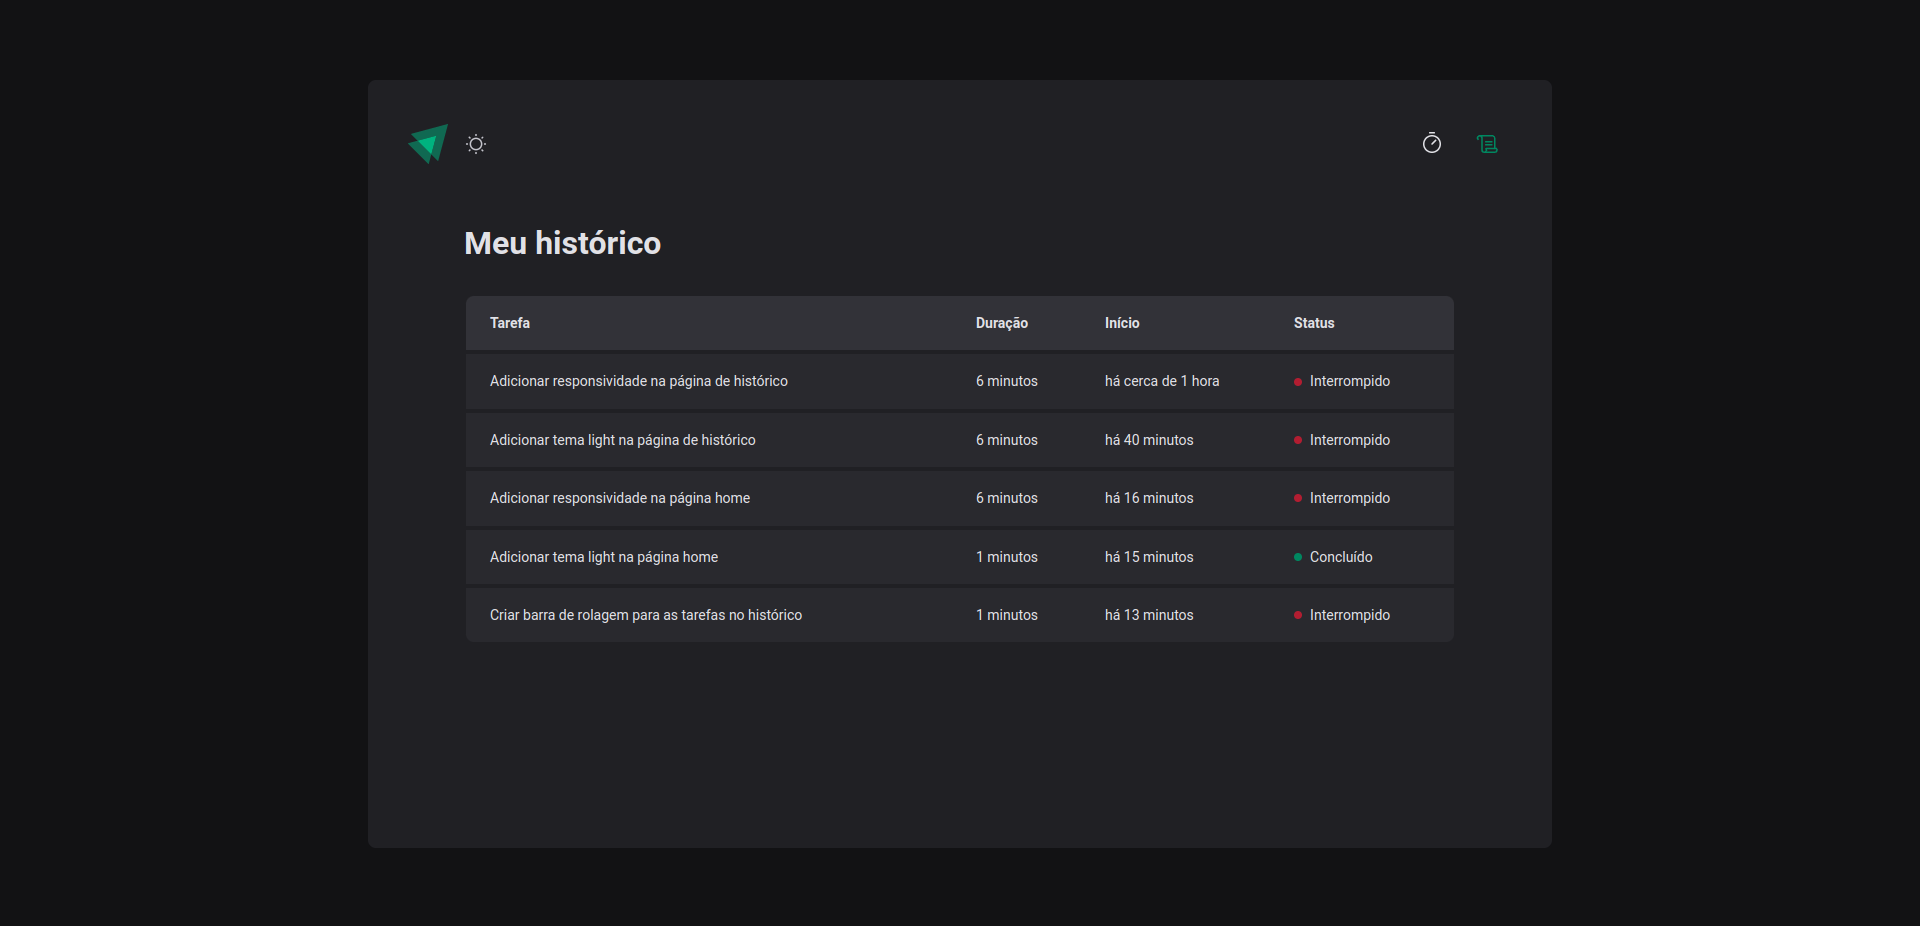 Meu histórico
Tarefa Duração Início Status
Adicionar responsividade na página de histórico 6 minutos há cerca de 1 hora Interrompido
Adicionar tema light na página de histórico 6 minutos há 40 minutos Interrompido
Adicionar responsividade na página home 6 minutos há 16 minutos Interrompido
Adicionar tema light na página home 1 minutos há 15 minutos Concluído
Criar barra de rolagem para as tarefas no histórico 1 minutos há 13 minutos Interrompido